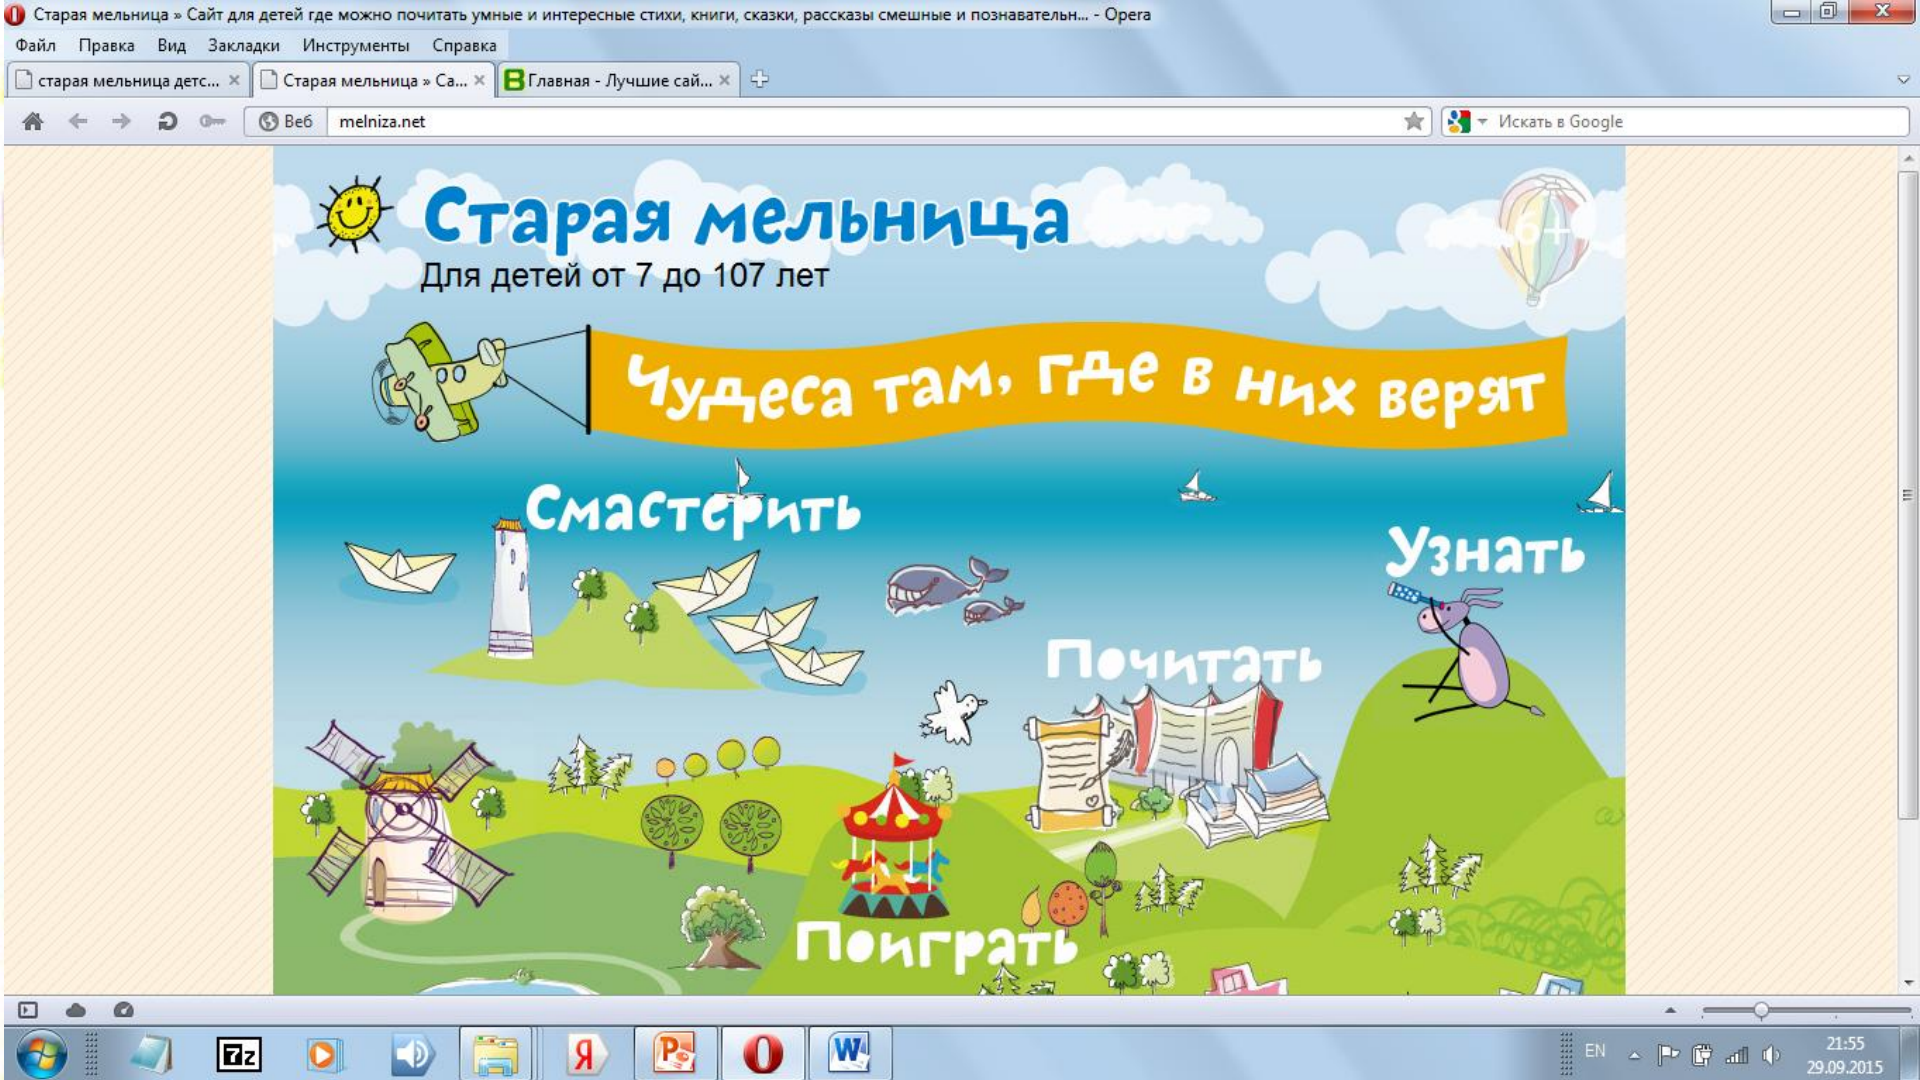 Старая мельница » Сайт для детей где можно почитать умные и интересные стихи, книги, сказки, рассказы смешные и познавательн... - Opera
Файл Правка Вид Закладки Инструменты Справка
старая мельница детс... Старая мельница » Са... Главная - Лучшие сай...
Веб melniza.net Искать в Google
Старая мельница
6+
Для детей от 7 до 107 лет
Чудеса там, где в них верят
Смастерить
Узнать
Почитать
Поиграть
7z Я P W
EN 21:55
29.09.2015